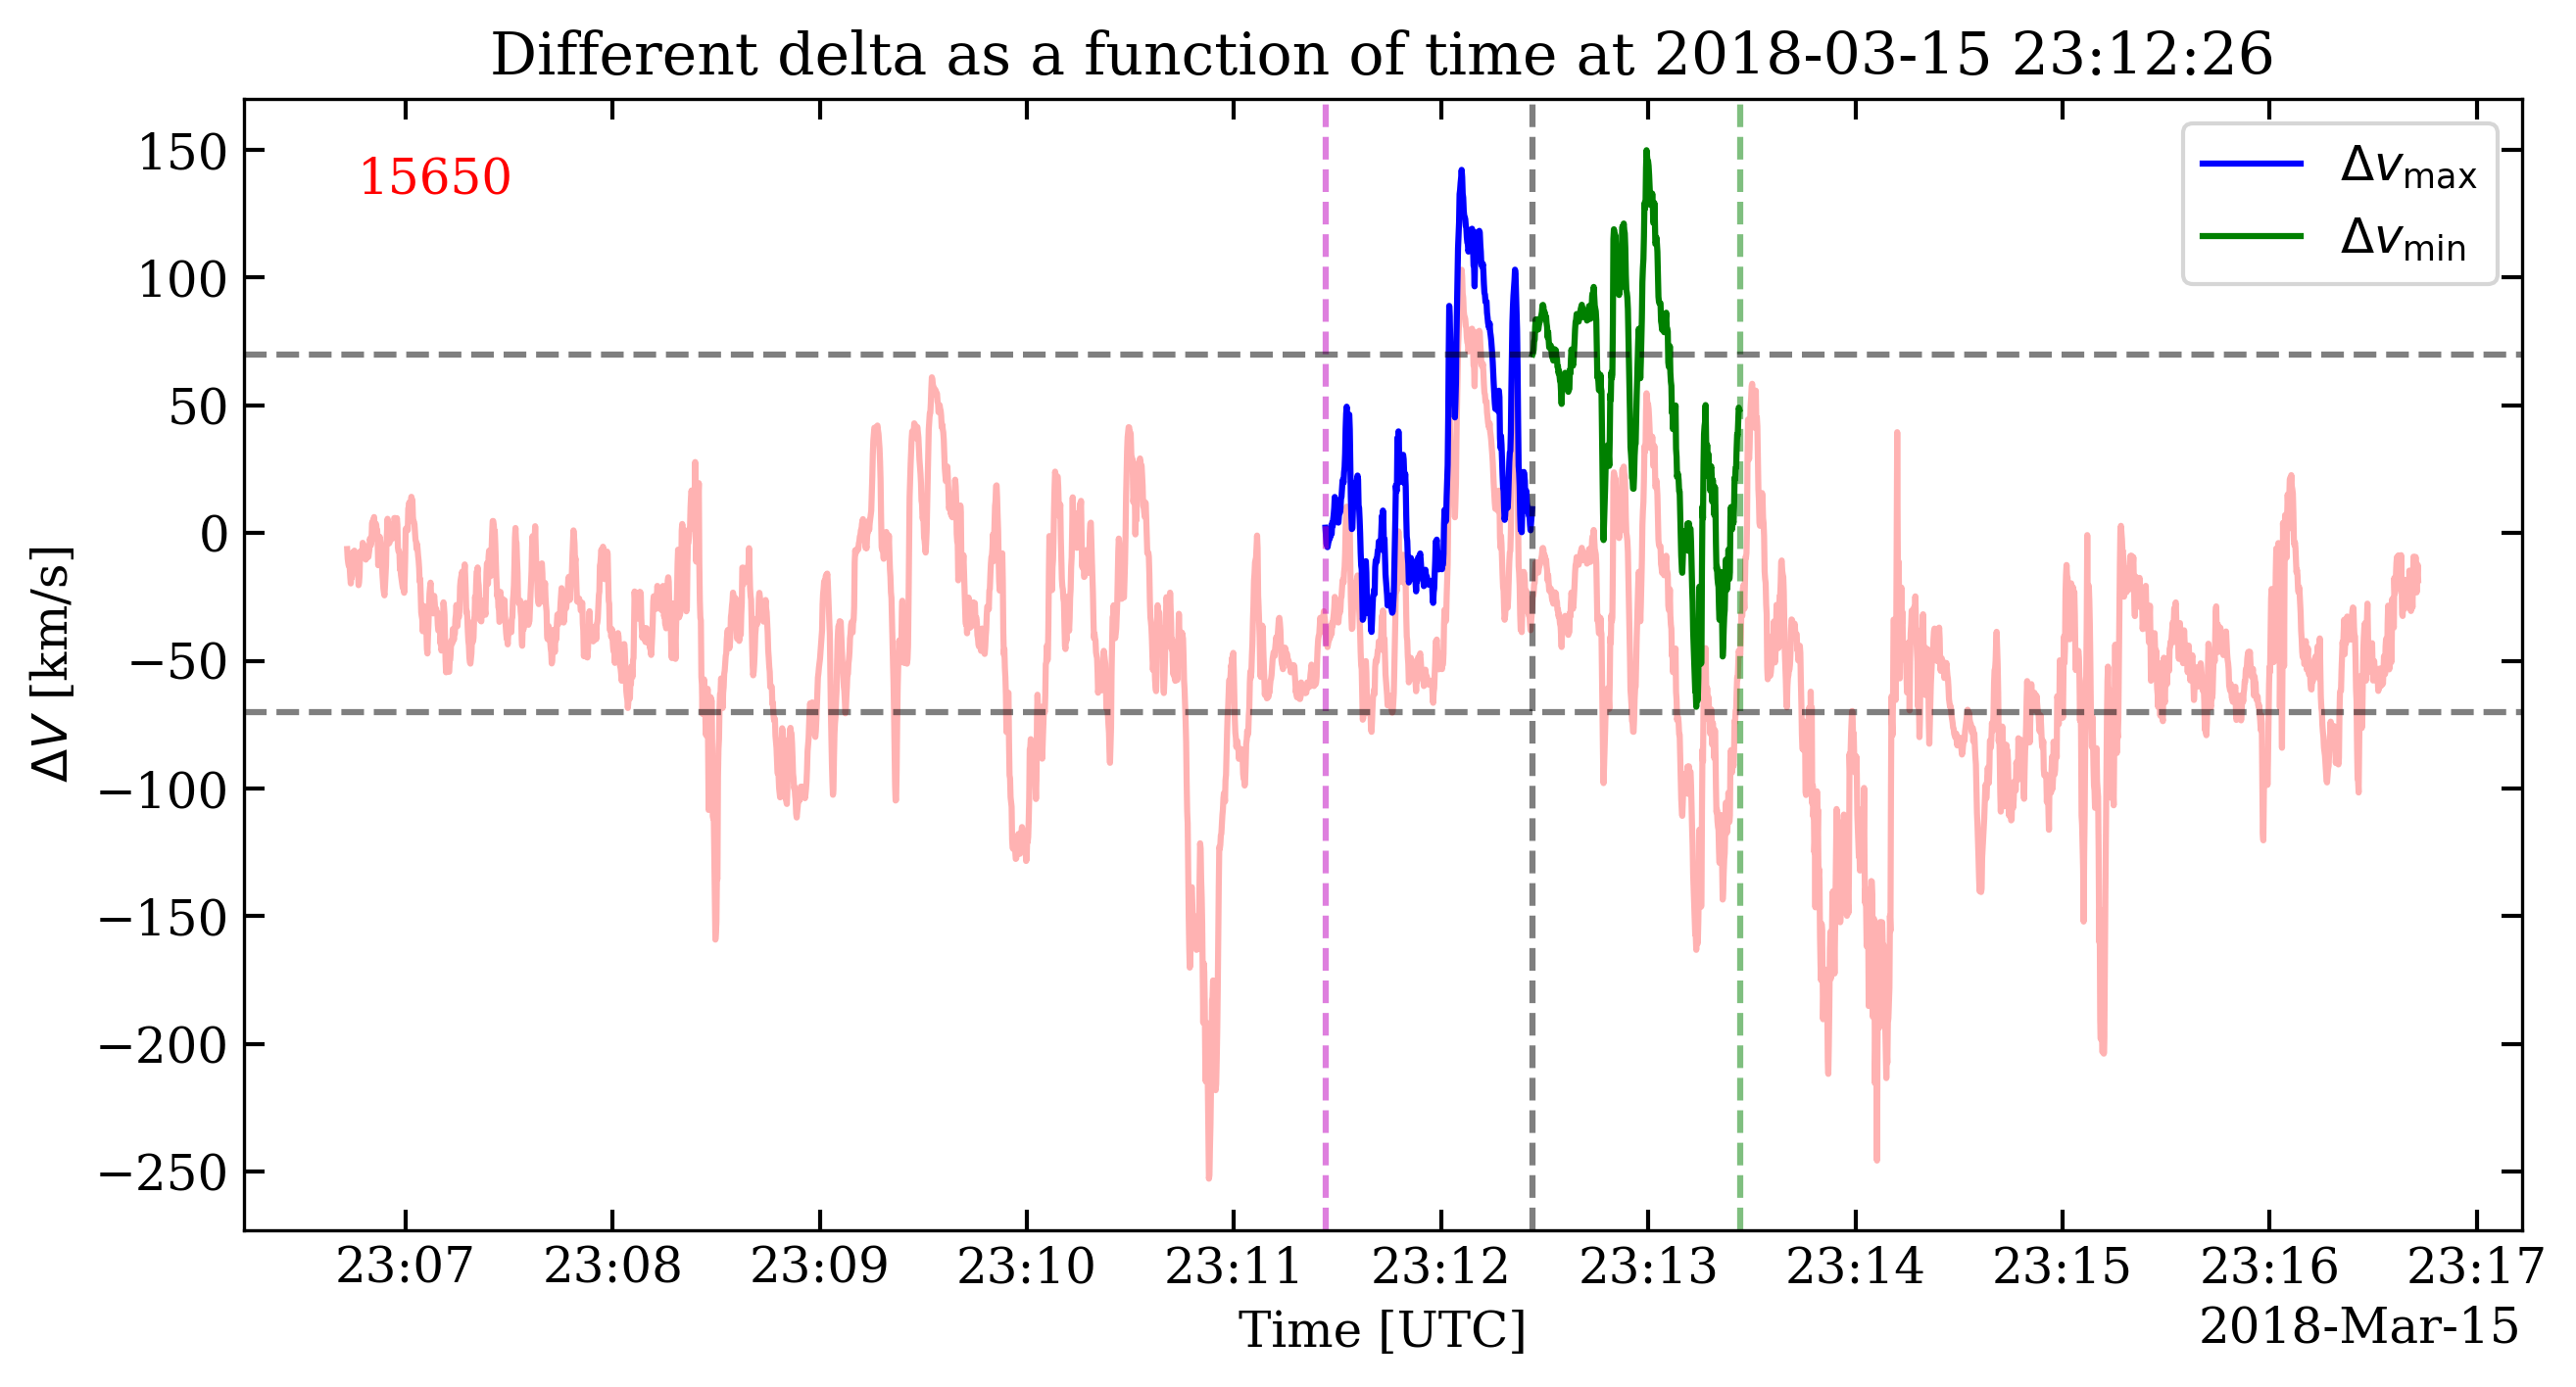 Different delta as a function of time at 2018-03-15 23:12:26
15650
Δv_max
Δv_min
150
100
50
0
−50
−100
−150
−200
−250
ΔV [km/s]
23:07 23:08 23:09 23:10 23:11 23:12 23:13 23:14 23:15 23:16 23:17
Time [UTC]
2018-Mar-15